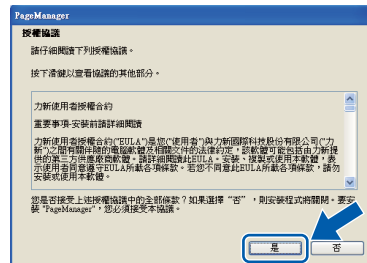 PageManager
授權協議
請仔細閱讀下列授權協議。
按下滑鍵以查看協議的其他部分。
力新使用者授權合約
重要事項-安裝前請詳細閱讀
力新使用者授權合約("EULA")是您("使用者")與力新國際科技股份有限公司("力
新")之間有關伴隨的電腦軟體及相關文件的法律約定，該軟體可能包括由力新提
供的第三方供應廠商軟體。請詳細閱讀此EULA。安裝、複製或使用本軟體，表
示使用者同意遵守EULA所載各項條款。若您不同意此EULA所載各項條款，請勿
安裝或使用本軟體。
您是否接受上述授權協議中的全部條款？如果選擇 "否" ，則安裝程式將關閉。要安
裝 "PageManager"，您必須接受本協議。
是
否